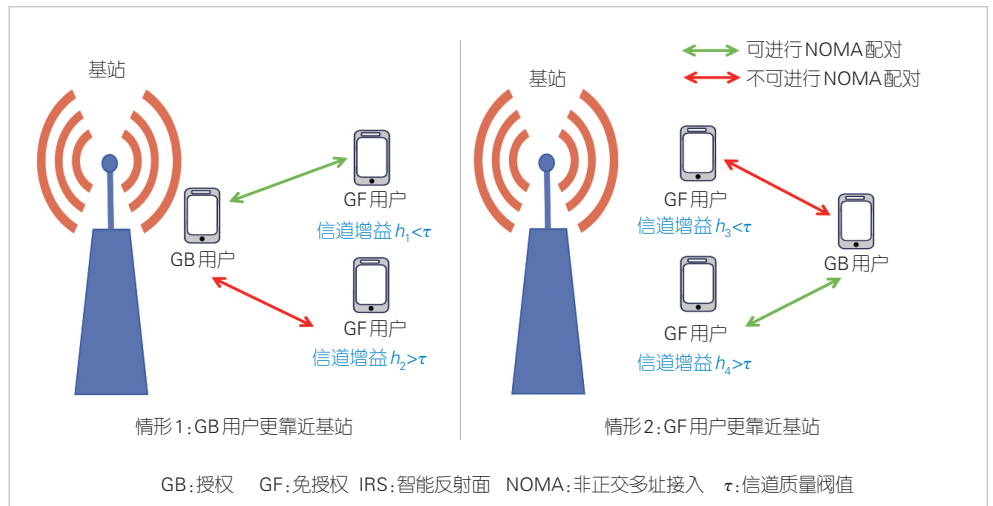 可进行NOMA配对
不可进行NOMA配对
基站
GF用户
信道增益h₁<τ
GB用户
GF用户
信道增益h₂>τ
情形1:GB用户更靠近基站
基站
GF用户
信道增益h₃<τ
GB用户
GF用户
信道增益h₄>τ
情形2:GF用户更靠近基站
GB:授权 GF:免授权 IRS:智能反射面 NOMA:非正交多址接入 τ:信道质量阀值